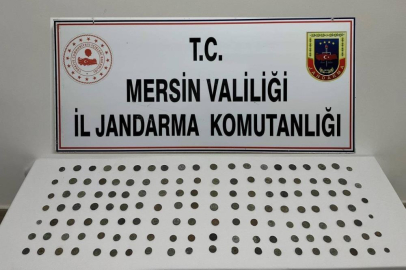 T.C.
MERSİN VALİLİĞİ
İL JANDARMA KOMUTANLIĞI